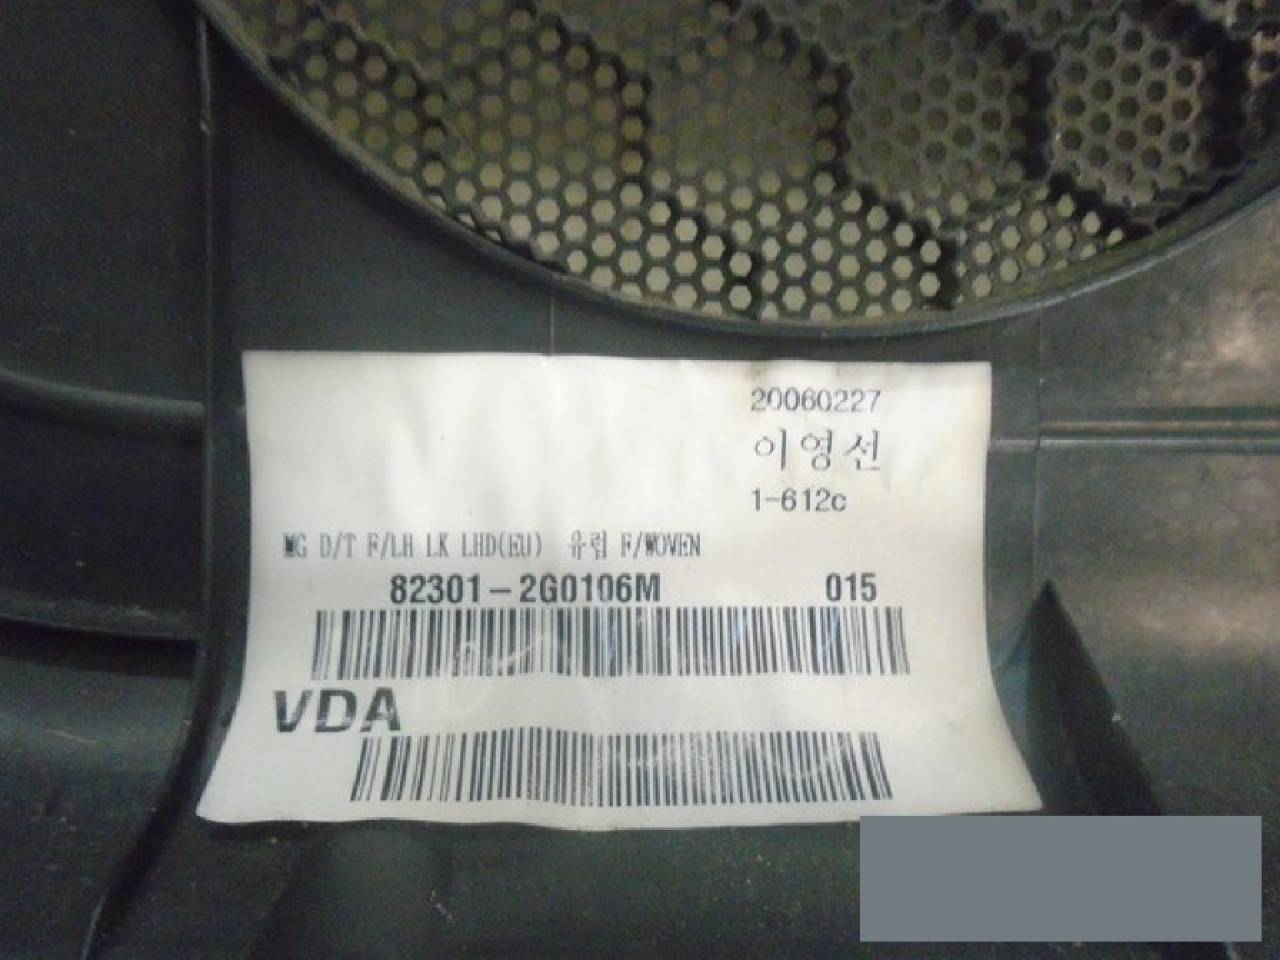 20060227
이영선
1-612c
MG D/T F/LH LK LHD(EU) 유럽 F/WOVEN
82301-2G0106M 015
VDA